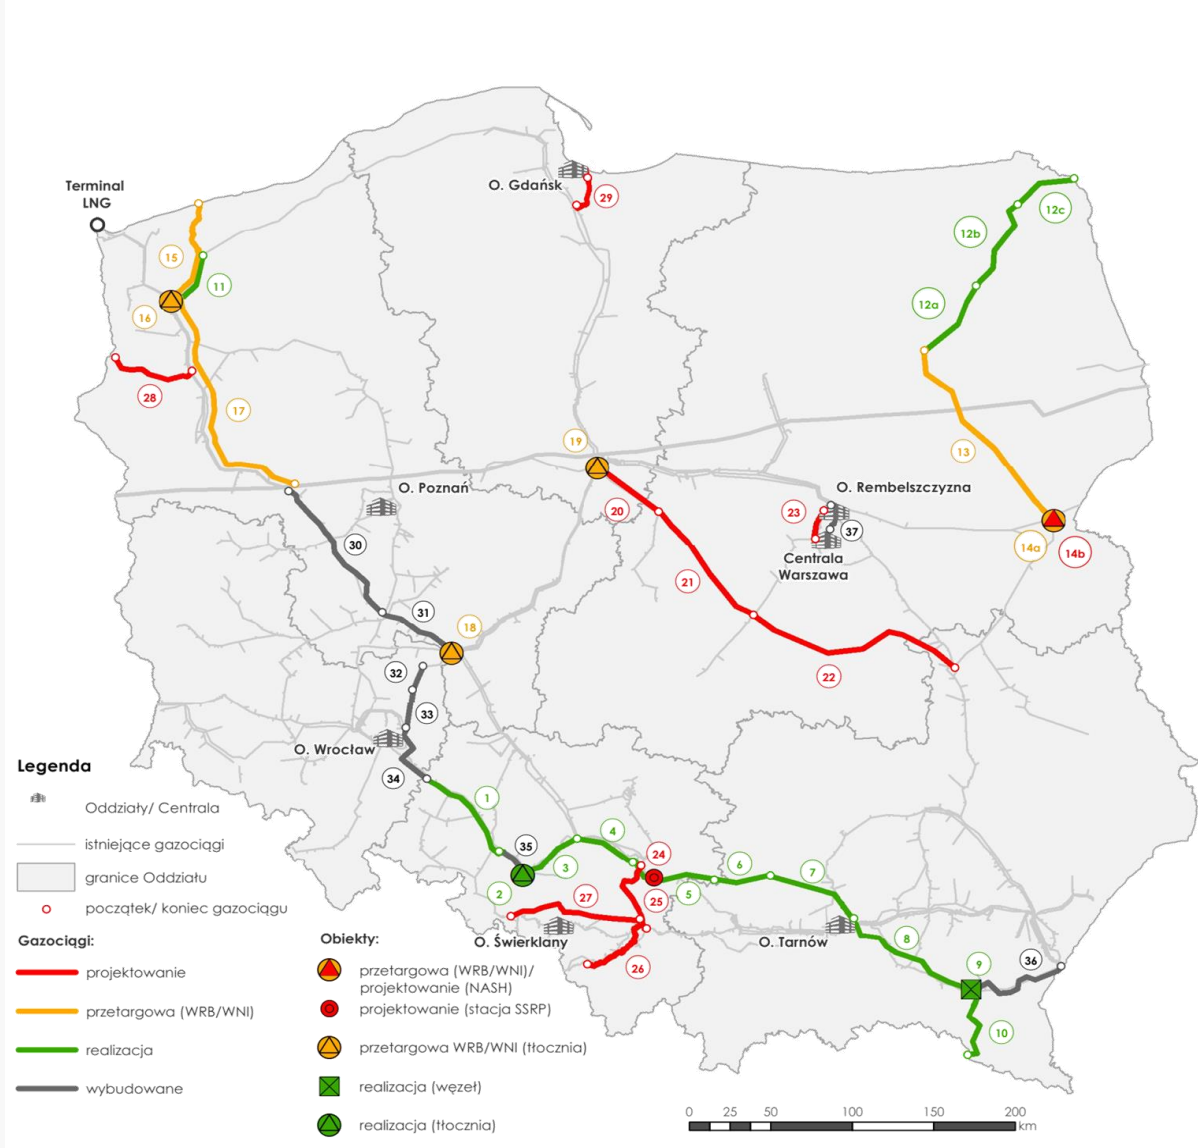 Terminal
LNG
O. Gdańsk
29
12c
12b
15
11
12a
16
28
17
19
13
O. Poznań
O. Rembelszczyzna
20
23
37
30
14a
14b
Centrala
Warszawa
21
31
18
32
22
33
O. Wrocław
34
Legenda
Oddziały/ Centrala
istniejące gazociągi
granice Oddziału
początek/ koniec gazociągu
1
35
4
24
3
6
7
2
27
25
5
O. Świerklany
O. Tarnów
8
26
9
36
10
Gazociągi:
projektowanie
przetargowa (WRB/WNI)
realizacja
wybudowane
Obiekty:
przetargowa (WRB/WNI)/
projektowanie (NASH)
projektowanie (stacja SSRP)
przetargowa WRB/WNI (tłocznia)
realizacja (węzeł)
realizacja (tłocznia)
0 25 50 100 150 200
km